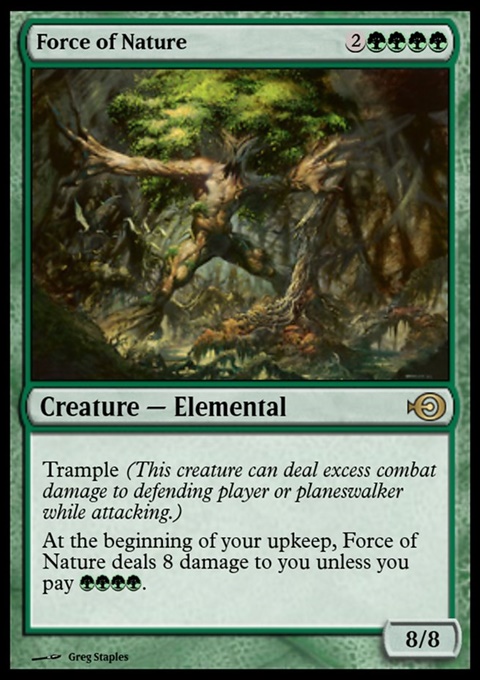 Force of Nature 2
Creature — Elemental
Trample (This creature can deal excess combat
damage to defending player or planeswalker
while attacking.)
At the beginning of your upkeep, Force of
Nature deals 8 damage to you unless you
pay .
8/8
Greg Staples